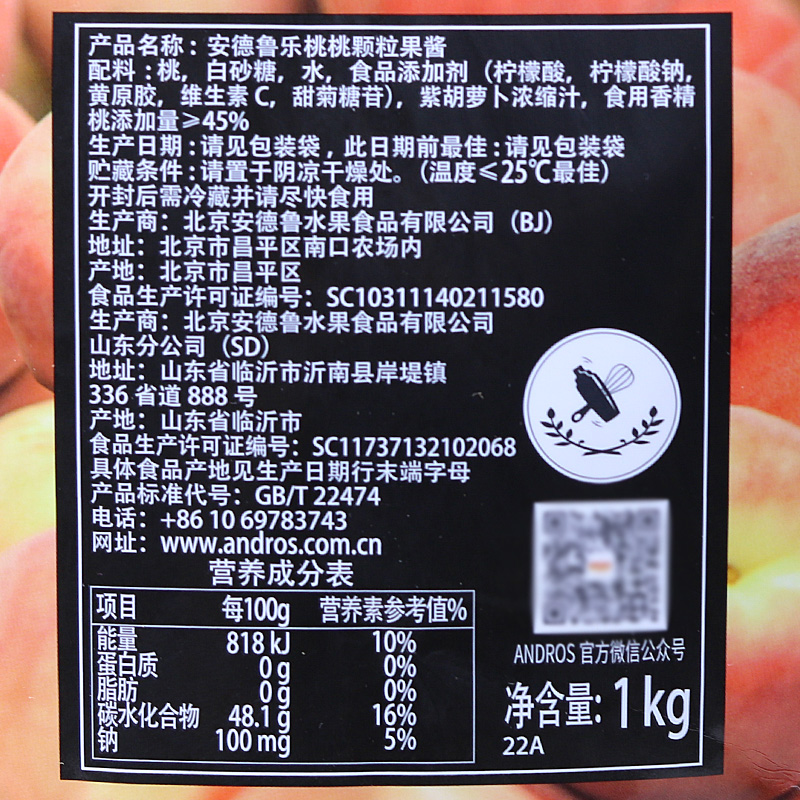 产品名称：安德鲁乐桃桃颗粒果酱
配料：桃，白砂糖，水，食品添加剂（柠檬酸，柠檬酸钠，
黄原胶，维生素C，甜菊糖苷），紫胡萝卜浓缩汁，食用香精
桃添加量≥45%
生产日期：请见包装袋，此日期前最佳：请见包装袋
贮藏条件：请置于阴凉干燥处。（温度≤25℃最佳）
开封后需冷藏并请尽快食用
生产商：北京安德鲁水果食品有限公司（BJ）
地址：北京市昌平区南口农场内
产地：北京市昌平区
食品生产许可证编号：SC10311140211580
生产商：北京安德鲁水果食品有限公司
山东分公司（SD）
地址：山东省临沂市沂南县岸堤镇
336 省道 888 号
产地：山东省临沂市
食品生产许可证编号：SC11737132102068
具体食品产地见生产日期行末端字母
产品标准代号：GB/T 22474
电话：+86 10 69783743
网址：www.andros.com.cn
营养成分表
项目 每100g 营养素参考值%
能量 818 kJ 10%
蛋白质 0 g 0%
脂肪 0 g 0%
碳水化合物 48.1 g 16%
钠 100 mg 5%
ANDROS 官方微信公众号
净含量：1 kg
22A